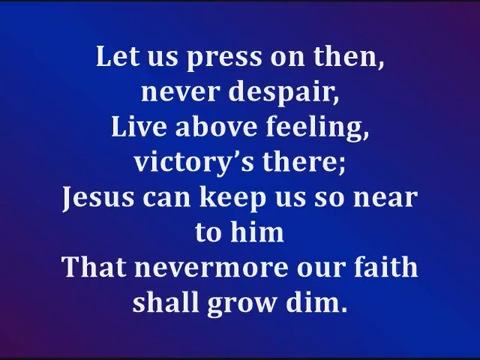 Let us press on then,
never despair,
Live above feeling,
victory’s there;
Jesus can keep us so near
to him
That nevermore our faith
shall grow dim.